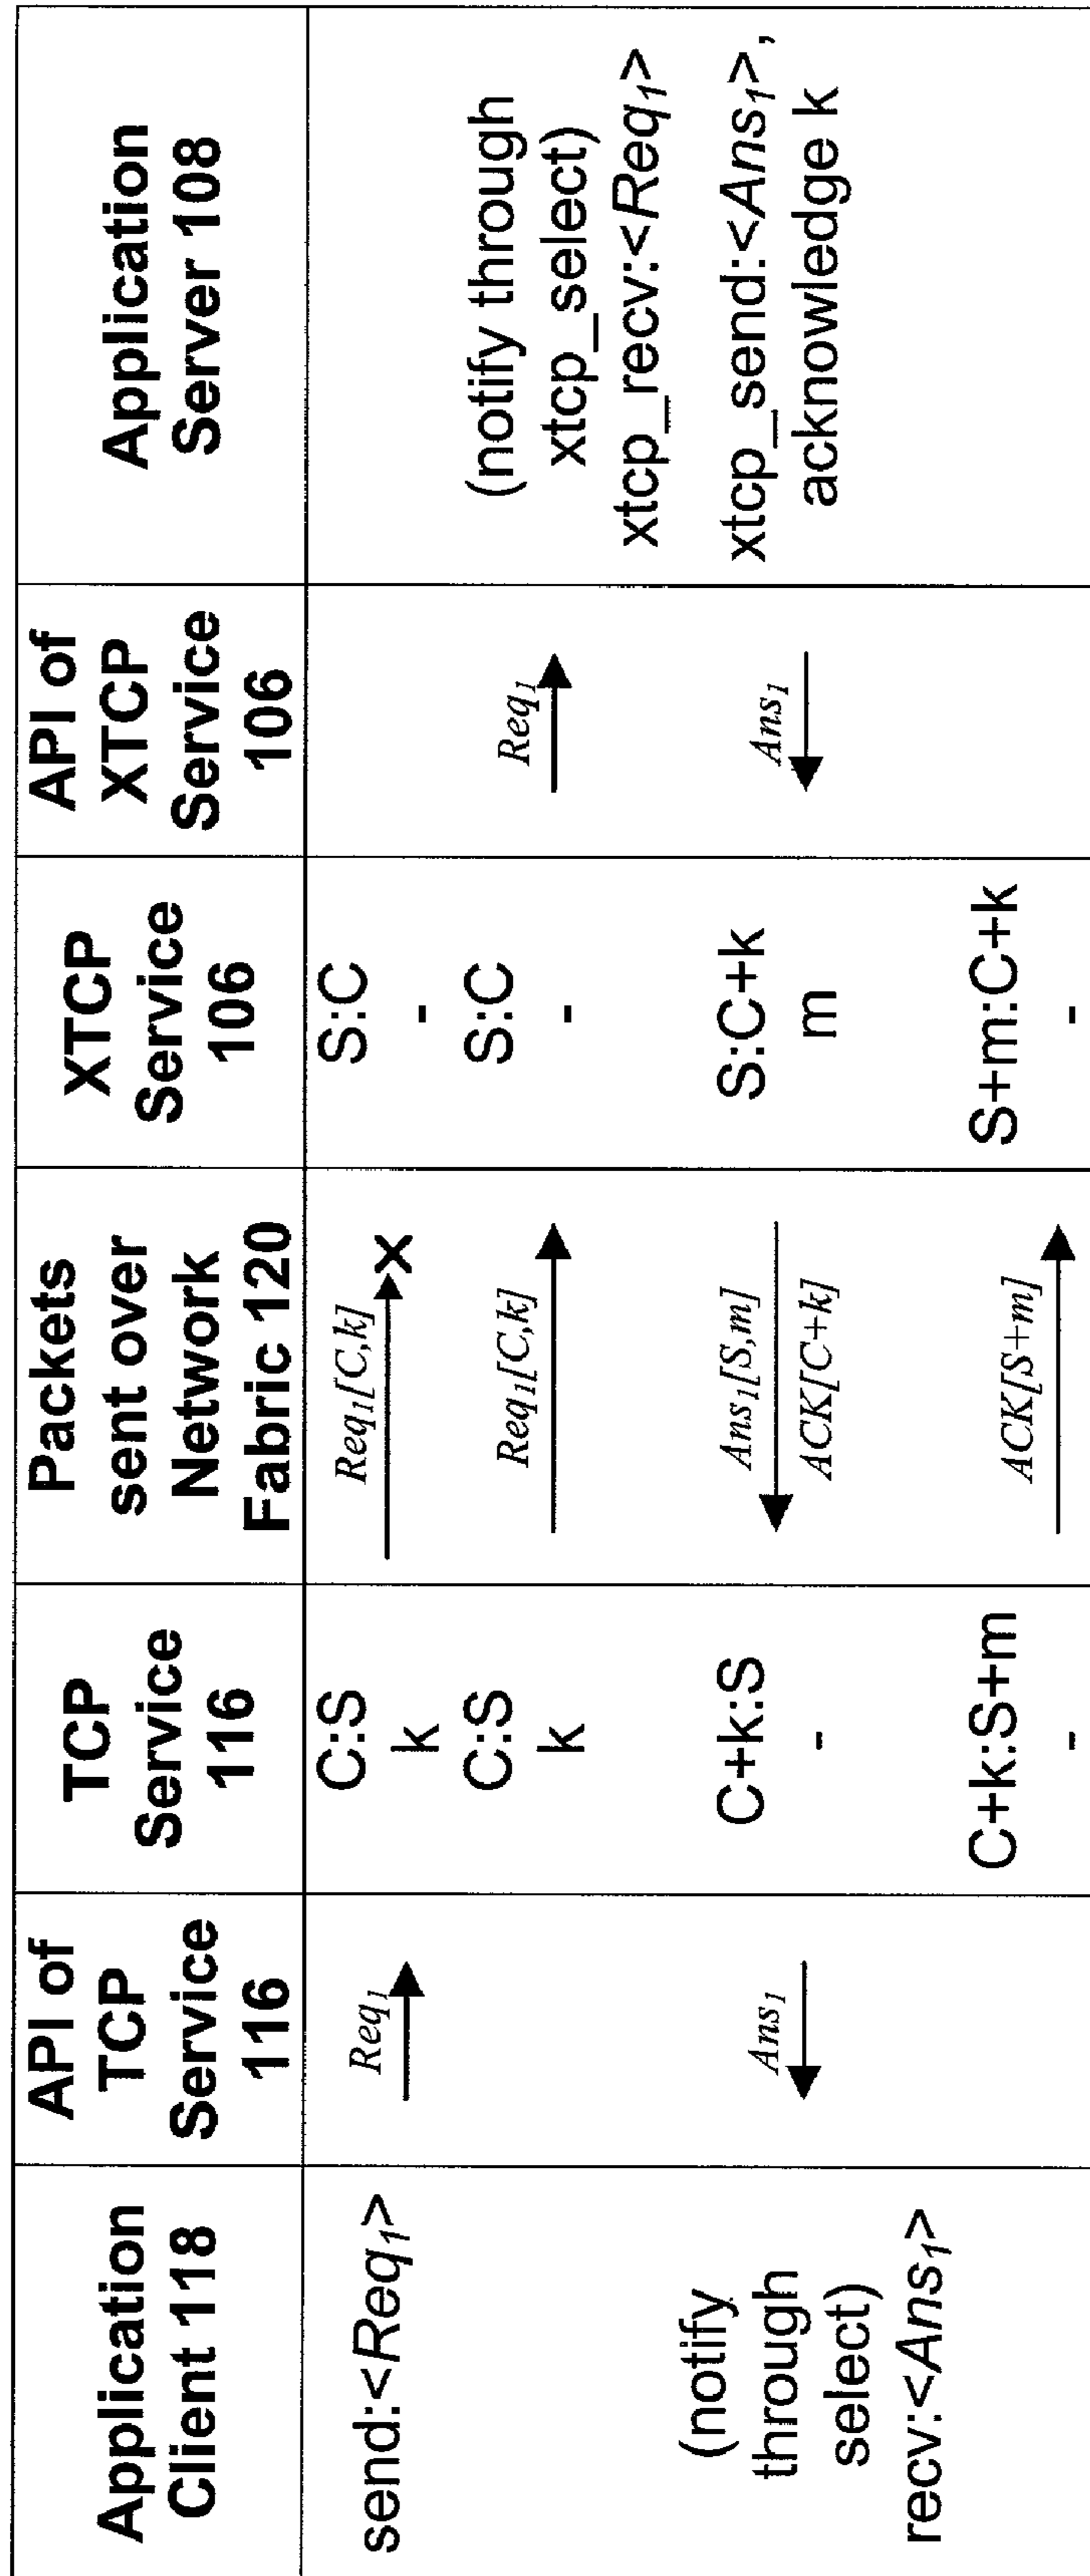 Application
Client 118
API of
TCP
Service
116
TCP
Service
116
Packets
sent over
Network
Fabric 120
XTCP
Service
106
API of
XTCP
Service
106
Application
Server 108
send:<Req1>
Req1
C:S
k
Req1[C,k]
X
S:C
-
C:S
k
Req1[C,k]
S:C
-
Req1
(notify through
xtcp_select)
xtcp_recv:<Req1>
(notify
through
select)
recv:<Ans1>
Ans1
C+k:S
-
Ans1[S,m]
ACK[C+k]
S:C+k
m
Ans1
xtcp_send:<Ans1>,
acknowledge k
C+k:S+m
-
ACK[S+m]
S+m:C+k
-